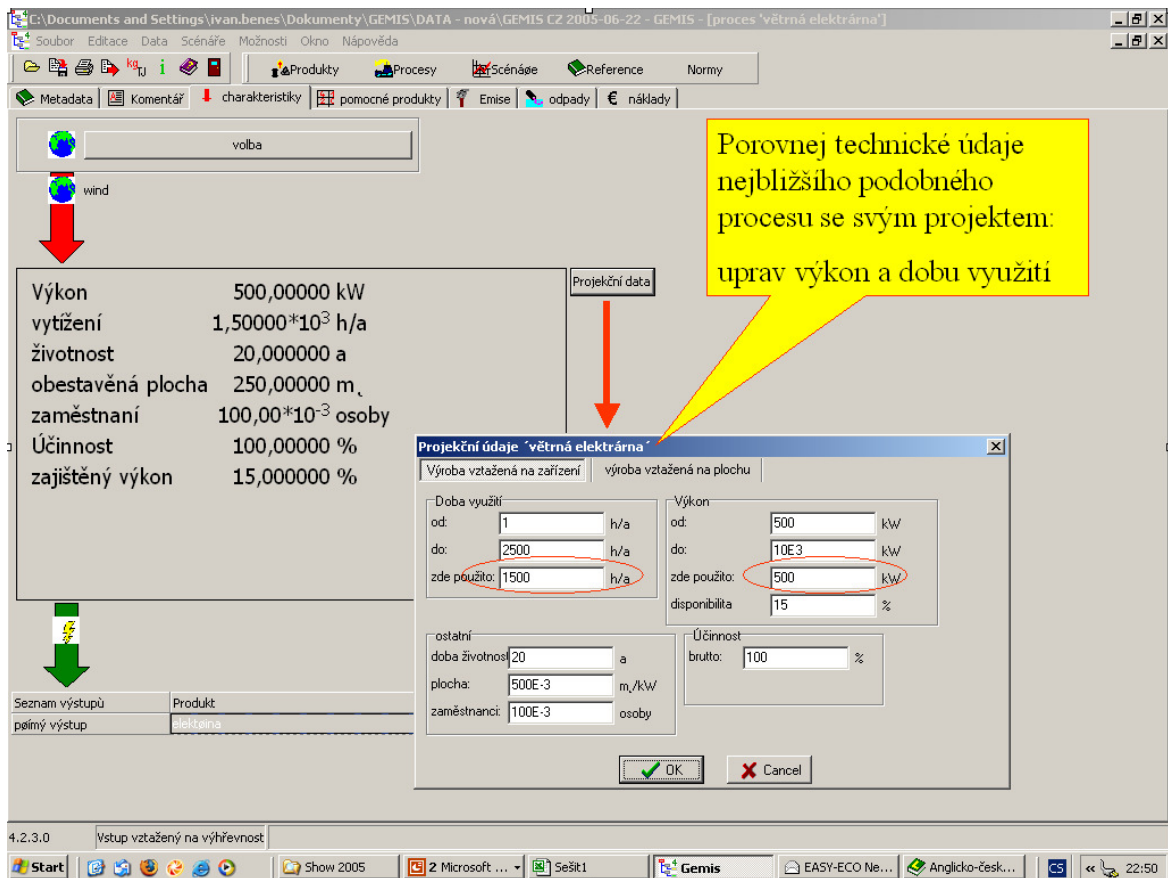 C:\Documents and Settings\ivan.benes\Dokumenty\GEMIS\DATA - nová\GEMIS CZ 2005-06-22 - GEMIS - [proces 'větrná elektrárna']
Soubor Editace Data Scénáře Možnosti Okno Nápověda
kg TJ i Produkty Procesy Scénáøe Reference Normy
Metadata Komentář charakteristiky pomocné produkty Emise odpady € náklady
volba
wind
Porovnej technické údaje
nejbližšího podobného
procesu se svým projektem:
uprav výkon a dobu využití
Projekční data
Výkon 500,00000 kW
vytížení 1,50000*10³ h/a
životnost 20,000000 a
obestavěná plocha 250,00000 m˛
zaměstnaní 100,00*10⁻³ osoby
Účinnost 100,00000 %
zajištěný výkon 15,000000 %
Projekční údaje ´větrná elektrárna´
Výroba vztažená na zařízení výroba vztažená na plochu
Doba využití
od: 1 h/a
do: 2500 h/a
zde použito: 1500 h/a
Výkon
od: 500 kW
do: 10E3 kW
zde použito: 500 kW
disponibilita 15 %
ostatní
doba životnost 20 a
plocha: 500E-3 m˛/kW
zaměstnanci: 100E-3 osoby
Účinnost
brutto: 100 %
OK Cancel
Seznam výstupù Produkt
pøímý výstup elektøina
4.2.3.0 Vstup vztažený na výhřevnost
Start Show 2005 2 Microsoft ... Sešit1 Gemis EASY-ECO Ne... Anglicko-česk... CS « 22:50